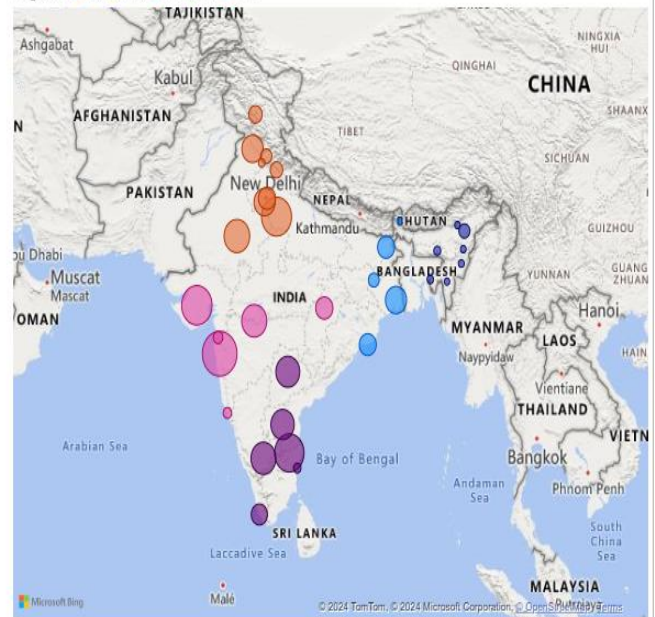 TAJIKISTAN
Ashgabat
NINGXIA
HUI
QINGHAI
Kabul
CHINA
AFGHANISTAN
SHAANX
N
TIBET
SICHUAN
New Delhi
PAKISTAN
NEPAL
BHUTAN
Kathmandu
GUIZHOU
bu Dhabi
BANGLADESH
YUNNAN
GUANG
ZHUAN
Muscat
Mascat
INDIA
Hanoi
OMAN
MYANMAR
LAOS
HAIN
Naypyidaw
Vientiane
THAILAND
VIETN
Arabian Sea
Bay of Bengal
Bangkok
Andaman
Sea
Phnom Penh
South
China
Sea
SRI LANKA
Laccadive Sea
MALAYSIA
Malé
Putrajaya
Microsoft Bing
© 2024 TomTom, © 2024 Microsoft Corporation, © OpenStreetMap Terms